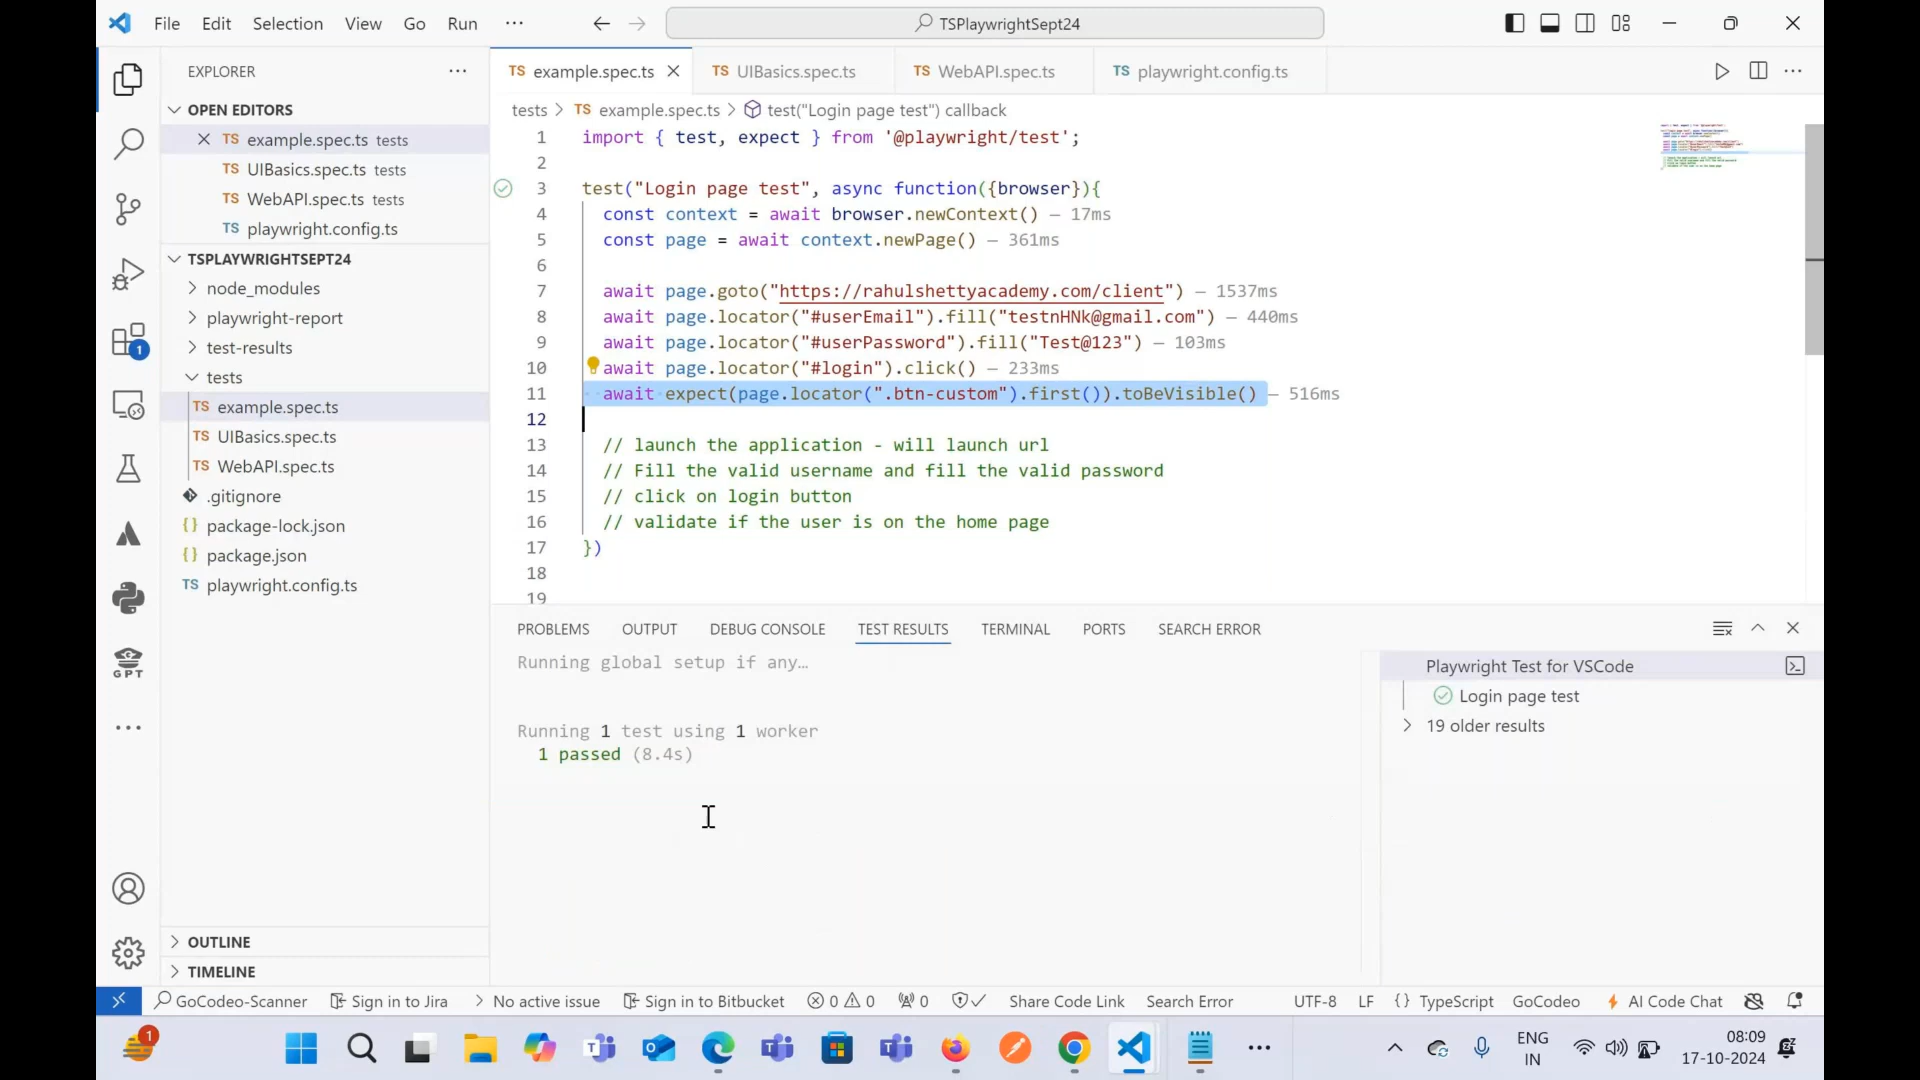 File Edit Selection View Go Run ··· TSPlaywrightSept24
EXPLORER ···
OPEN EDITORS
TS example.spec.ts tests
TS UIBasics.spec.ts tests
TS WebAPI.spec.ts tests
TS playwright.config.ts
TSPLAYWRIGHTSEPT24
node_modules
playwright-report
test-results
tests
TS example.spec.ts
TS UIBasics.spec.ts
TS WebAPI.spec.ts
.gitignore
{} package-lock.json
{} package.json
TS playwright.config.ts
OUTLINE
TIMELINE
1
GPT
TS example.spec.ts TS UIBasics.spec.ts TS WebAPI.spec.ts TS playwright.config.ts
tests > TS example.spec.ts > test("Login page test") callback
1 import { test, expect } from '@playwright/test';
2
3 test("Login page test", async function({browser}){
4 const context = await browser.newContext() — 17ms
5 const page = await context.newPage() — 361ms
6
7 await page.goto("https://rahulshettyacademy.com/client") — 1537ms
8 await page.locator("#userEmail").fill("testnHNk@gmail.com") — 440ms
9 await page.locator("#userPassword").fill("Test@123") — 103ms
10 await page.locator("#login").click() — 233ms
11 await expect(page.locator(".btn-custom").first()).toBeVisible() — 516ms
12
13 // launch the application - will launch url
14 // Fill the valid username and fill the valid password
15 // click on login button
16 // validate if the user is on the home page
17 })
18
19
PROBLEMS OUTPUT DEBUG CONSOLE TEST RESULTS TERMINAL PORTS SEARCH ERROR
Running global setup if any…
Running 1 test using 1 worker
1 passed (8.4s)
Playwright Test for VSCode
Login page test
19 older results
GoCodeo-Scanner Sign in to Jira No active issue Sign in to Bitbucket 0 0 0 Share Code Link Search Error UTF-8 LF {} TypeScript GoCodeo AI Code Chat
1 ENG 08:09
IN 17-10-2024